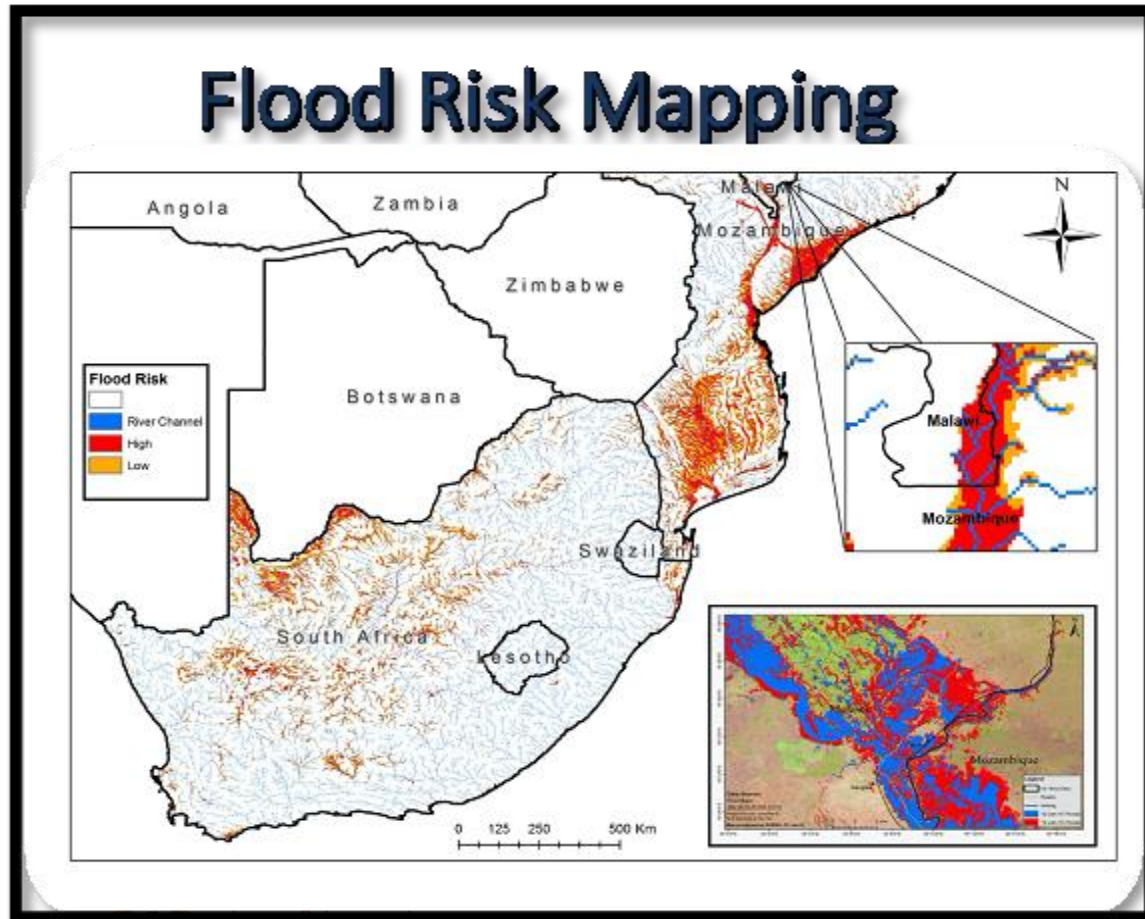 Flood Risk Mapping
Angola
Zambia
Malawi
Mozambique
N
Zimbabwe
Botswana
Flood Risk
River Channel
High
Low
Malawi
Mozambique
Swaziland
South Africa
Lesotho
Mozambique
0 125 250 500 Km